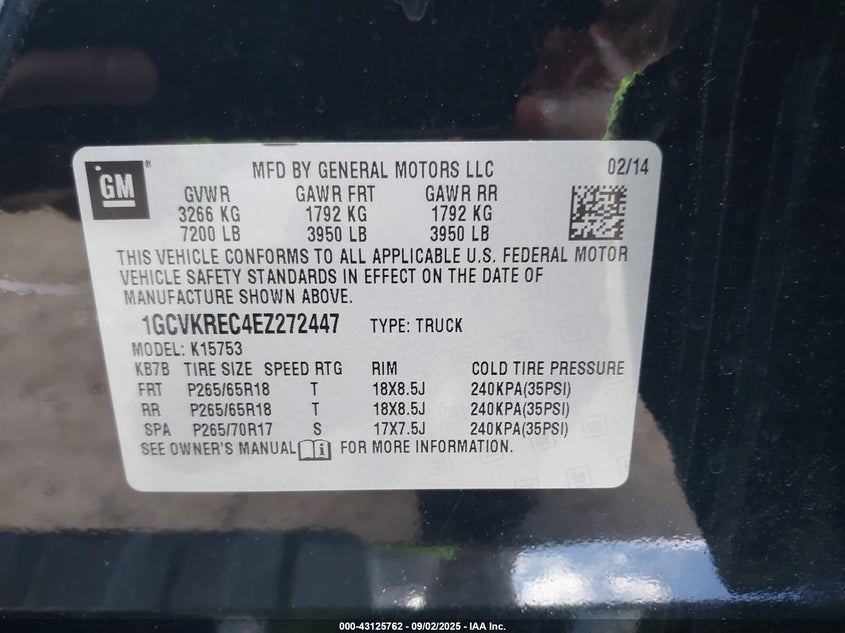 GM ® MFD BY GENERAL MOTORS LLC 02/14
GVWR GAWR FRT GAWR RR
3266 KG 1792 KG 1792 KG
7200 LB 3950 LB 3950 LB
THIS VEHICLE CONFORMS TO ALL APPLICABLE U.S. FEDERAL MOTOR
VEHICLE SAFETY STANDARDS IN EFFECT ON THE DATE OF
MANUFACTURE SHOWN ABOVE.
1GCVKREC4EZ272447 TYPE: TRUCK
MODEL: K15753
KB7B TIRE SIZE SPEED RTG RIM COLD TIRE PRESSURE
FRT P265/65R18 T 18X8.5J 240KPA(35PSI)
RR P265/65R18 T 18X8.5J 240KPA(35PSI)
SPA P265/70R17 S 17X7.5J 240KPA(35PSI)
SEE OWNER'S MANUAL FOR MORE INFORMATION.
000-43125762 - 09/02/2025 - IAA Inc.